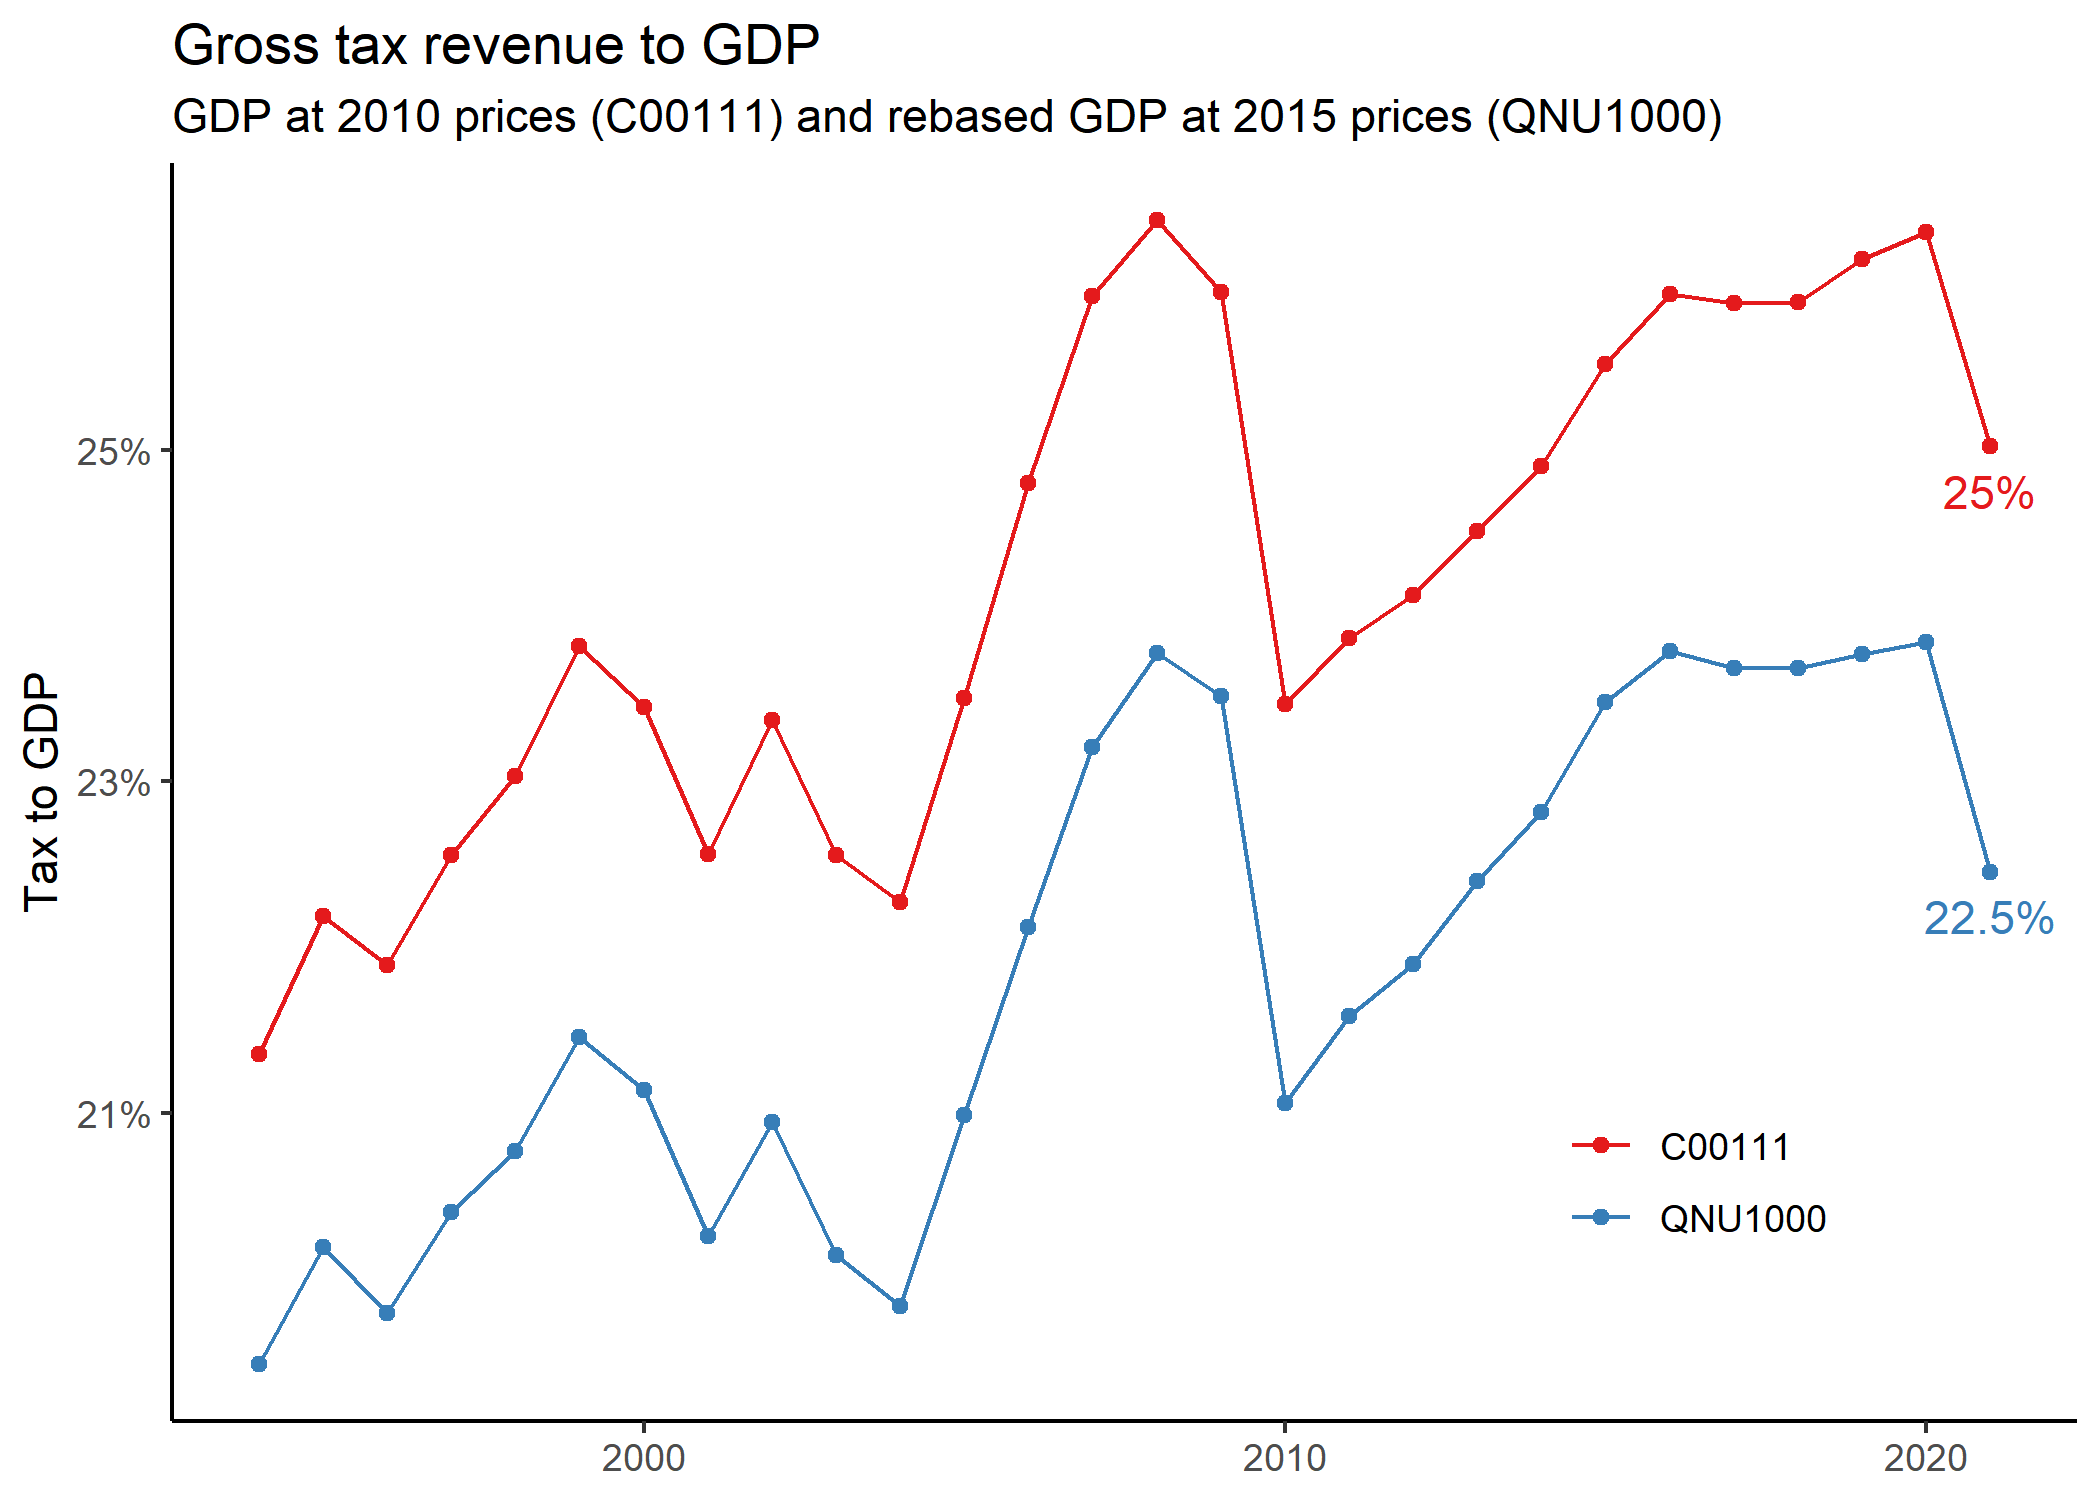 Gross tax revenue to GDP
GDP at 2010 prices (C00111) and rebased GDP at 2015 prices (QNU1000)
Tax to GDP
25%
23%
21%
25%
22.5%
C00111
QNU1000
2000
2010
2020